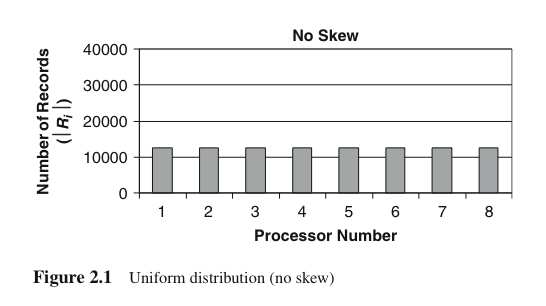 No Skew
Number of Records
(|Ri|)
40000
30000
20000
10000
0
1 2 3 4 5 6 7 8
Processor Number
Figure 2.1 Uniform distribution (no skew)